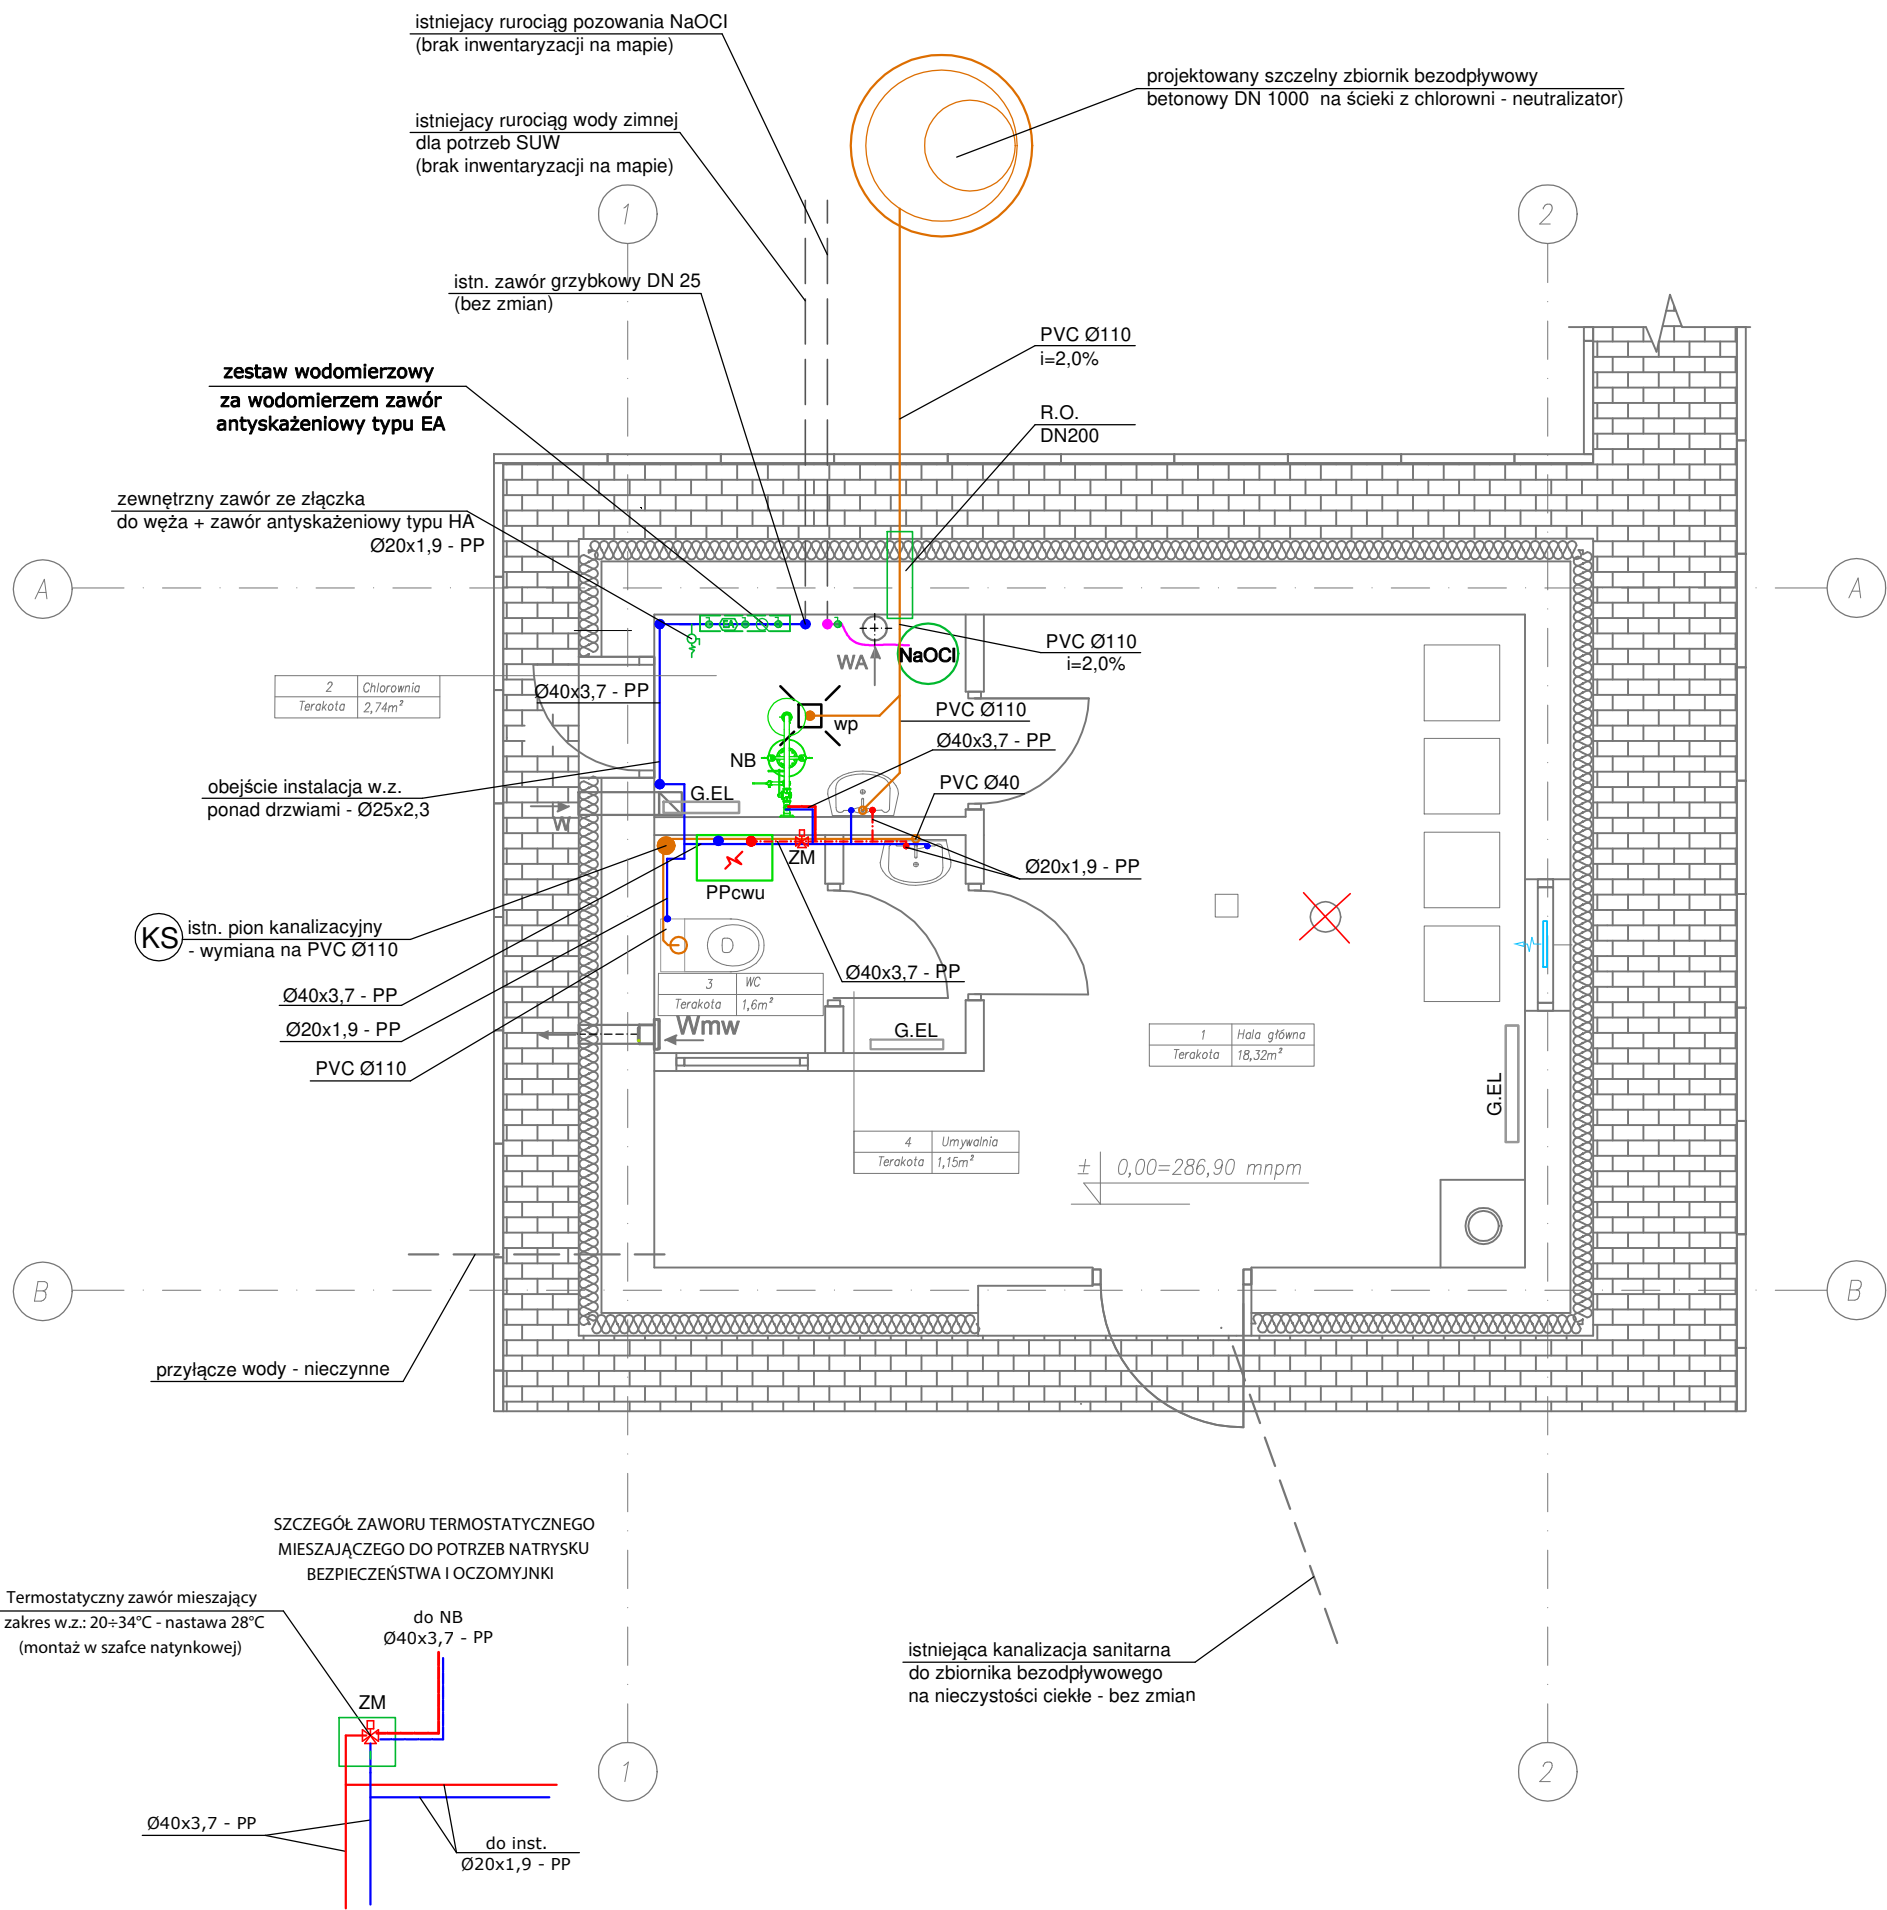 istniejacy rurociąg pozowania NaOCl
(brak inwentaryzacji na mapie)
projektowany szczelny zbiornik bezodpływowy
betonowy DN 1000 na ścieki z chlorowni - neutralizator)
istniejacy rurociąg wody zimnej
dla potrzeb SUW
(brak inwentaryzacji na mapie)
1
2
istn. zawór grzybkowy DN 25
(bez zmian)
PVC Ø110
i=2,0%
zestaw wodomierzowy
za wodomierzem zawór
antyskażeniowy typu EA
R.O.
DN200
zewnętrzny zawór ze złączka
do węża + zawór antyskażeniowy typu HA
Ø20x1,9 - PP
A
A
EA
WA
NaOCl
PVC Ø110
i=2,0%
2 Chlorownia
Terakota 2,74m²
Ø40x3,7 - PP
wp
PVC Ø110
Ø40x3,7 - PP
NB
obejście instalacja w.z.
ponad drzwiami - Ø25x2,3
G.EL
PVC Ø40
W
ZM
PPcwu
Ø20x1,9 - PP
KS
istn. pion kanalizacyjny
- wymiana na PVC Ø110
Ø40x3,7 - PP
3 WC
Terakota 1,6m²
Ø40x3,7 - PP
Ø20x1,9 - PP
Wmw
G.EL
1 Hala główna
Terakota 18,32m²
PVC Ø110
G.EL
4 Umywalnia
Terakota 1,15m²
± 0,00=286,90 mnpm
B
B
przyłącze wody - nieczynne
SZCZEGÓŁ ZAWORU TERMOSTATYCZNEGO
MIESZAJĄCZEGO DO POTRZEB NATRYSKU
BEZPIECZEŃSTWA I OCZOMYJNKI
Termostatyczny zawór mieszający
zakres w.z.: 20÷34°C - nastawa 28°C
(montaż w szafce natynkowej)
do NB
Ø40x3,7 - PP
istniejąca kanalizacja sanitarna
do zbiornika bezodpływowego
na nieczystości ciekłe - bez zmian
ZM
1
2
Ø40x3,7 - PP
do inst.
Ø20x1,9 - PP